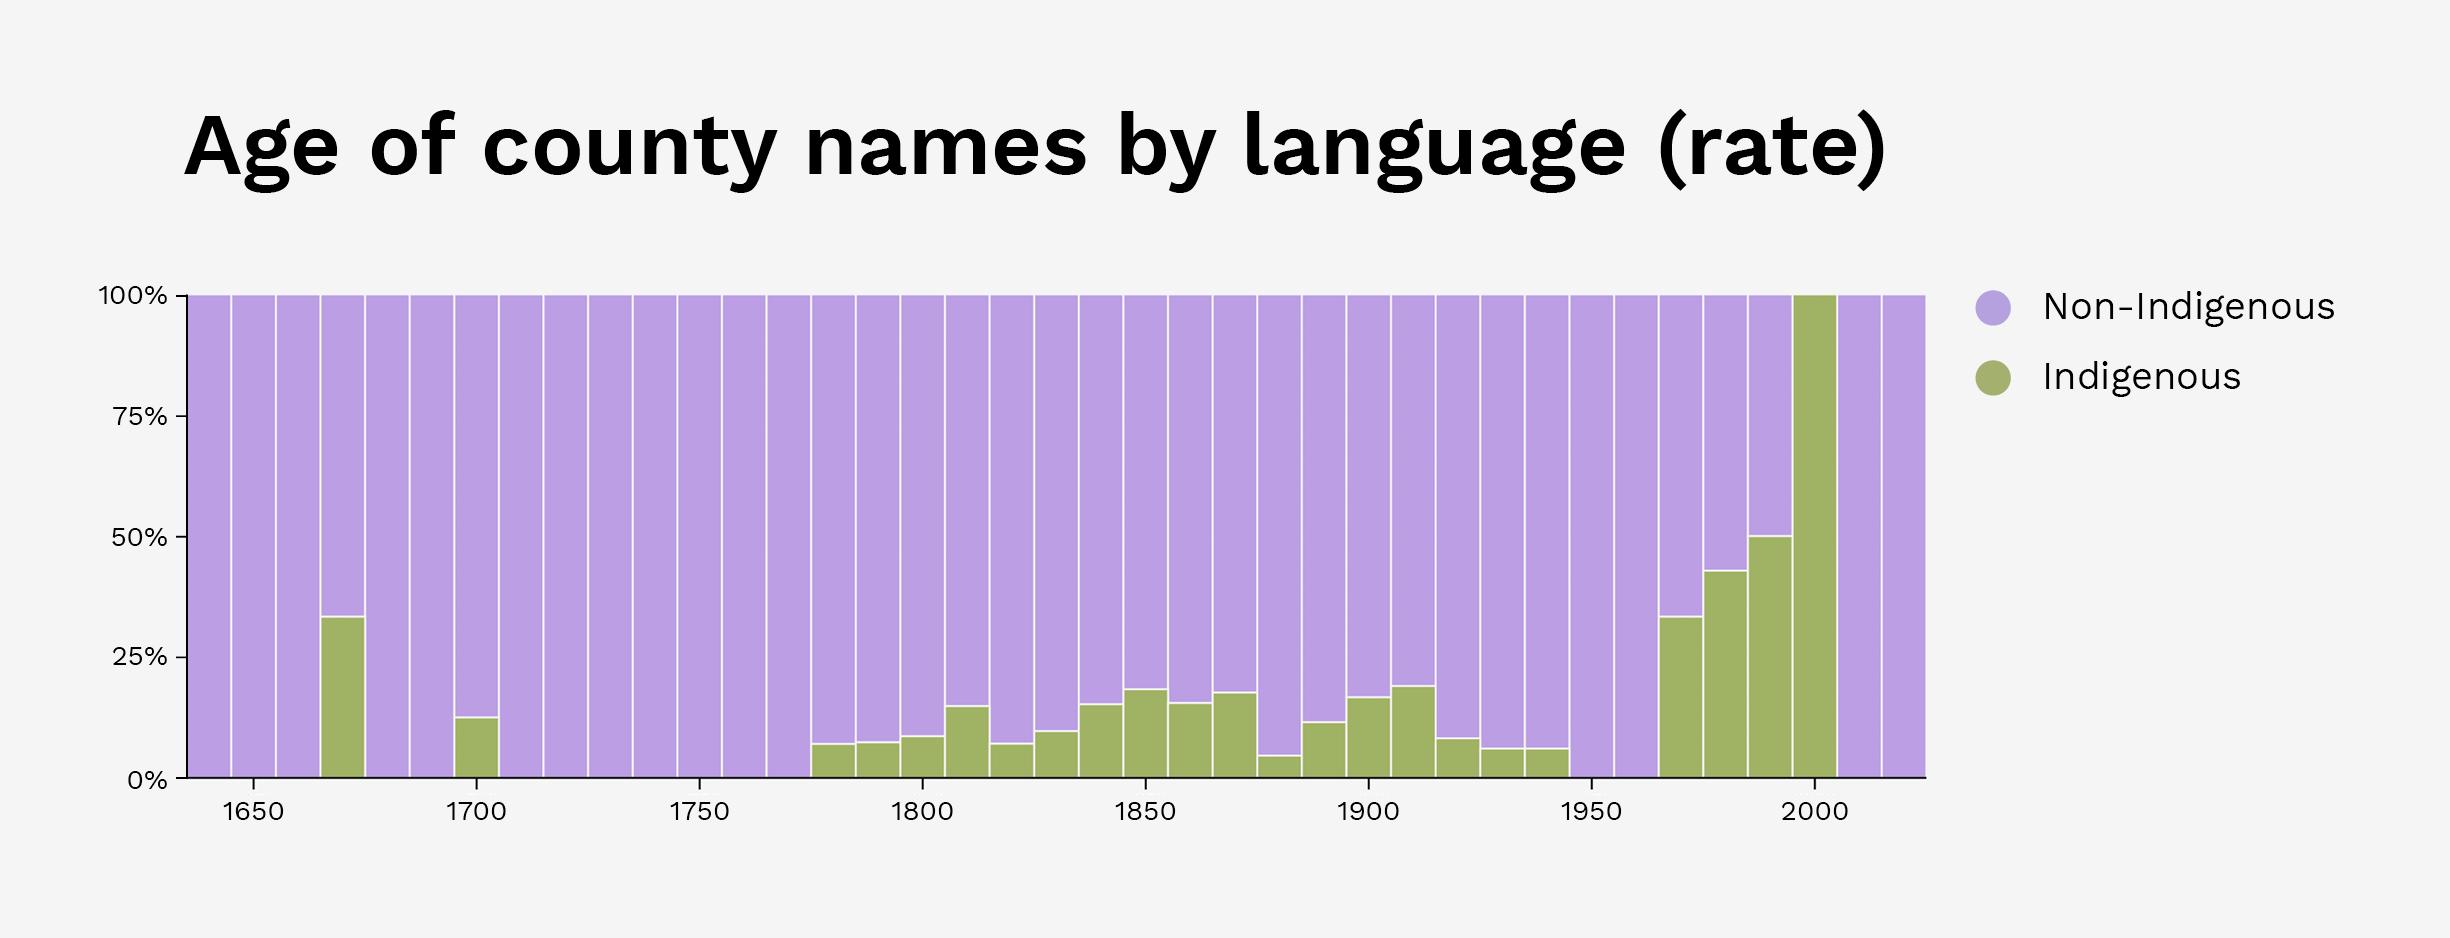 Age of county names by language (rate)
100%
75%
50%
25%
0%
1650 1700 1750 1800 1850 1900 1950 2000
Non-Indigenous
Indigenous